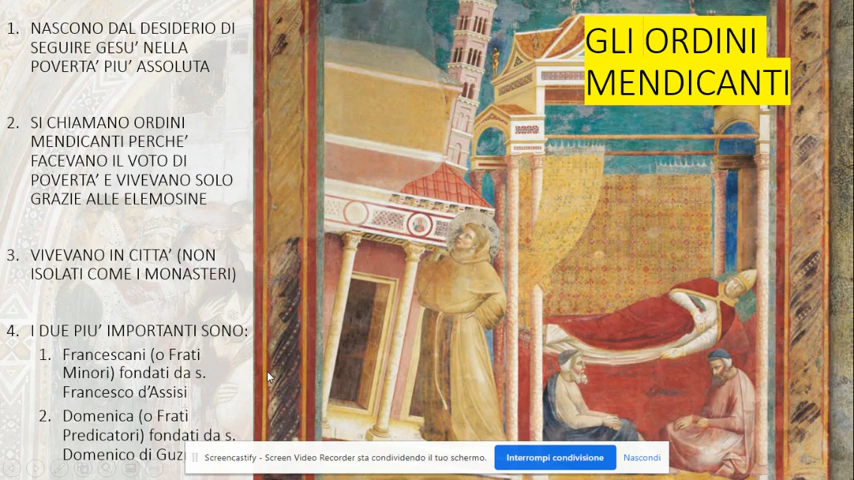 GLI ORDINI
MENDICANTI
1. NASCONO DAL DESIDERIO DI
SEGUIRE GESU' NELLA
POVERTA' PIU' ASSOLUTA
2. SI CHIAMANO ORDINI
MENDICANTI PERCHE'
FACEVANO IL VOTO DI
POVERTA' E VIVEVANO SOLO
GRAZIE ALLE ELEMOSINE
3. VIVEVANO IN CITTA' (NON
ISOLATI COME I MONASTERI)
4. I DUE PIU' IMPORTANTI SONO:
1. Francescani (o Frati
Minori) fondati da s.
Francesco d'Assisi
2. Domenica (o Frati
Predicatori) fondati da s.
Domenico di
Screencastify - Screen Video Recorder sta condividendo il tuo schermo.
Interrompi condivisione
Nascondi